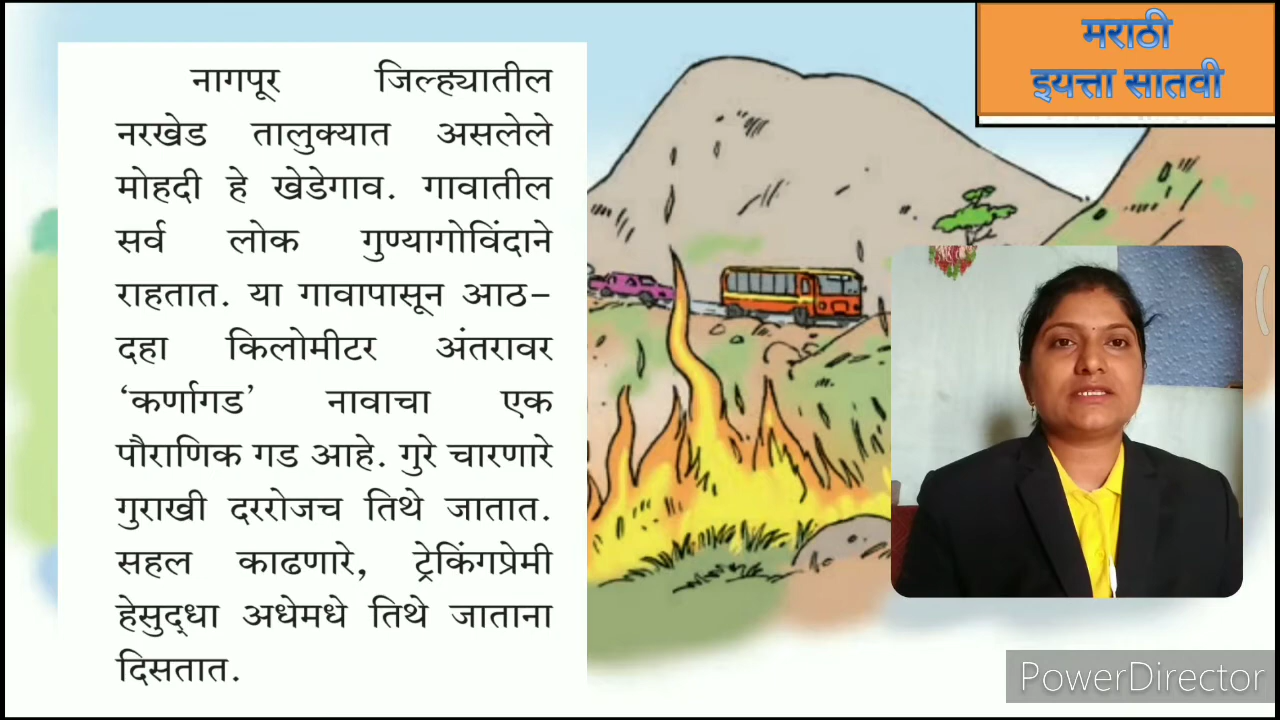 मराठी
इयत्ता सातवी
नागपूर जिल्ह्यातील
नरखेड तालुक्यात असलेले
मोहदी हे खेडेगाव. गावातील
सर्व लोक गुण्यागोविंदाने
राहतात. या गावापासून आठ–
दहा किलोमीटर अंतरावर
‘कर्णागड’ नावाचा एक
पौराणिक गड आहे. गुरे चारणारे
गुराखी दररोजच तिथे जातात.
सहल काढणारे, ट्रेकिंगप्रेमी
हेसुद्धा अधेमधे तिथे जाताना
दिसतात.
PowerDirector